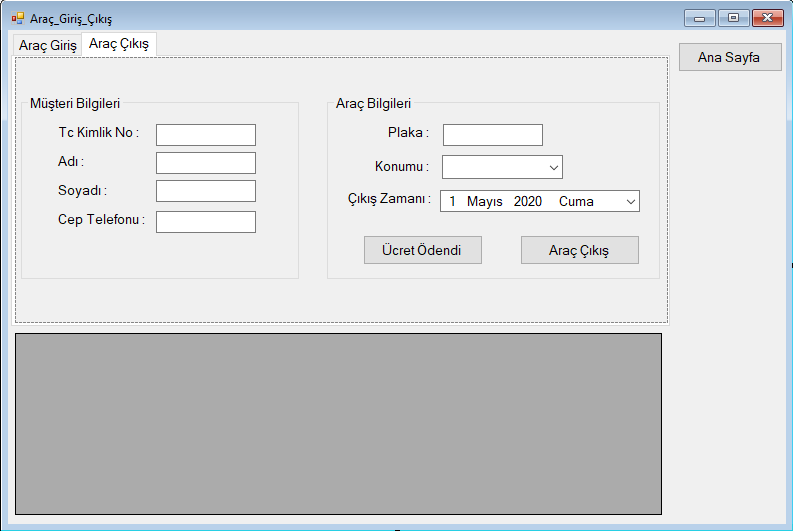 Araç_Giriş_Çıkış
Araç Giriş
Araç Çıkış
Ana Sayfa
Müşteri Bilgileri
Tc Kimlik No :
Adı :
Soyadı :
Cep Telefonu :
Araç Bilgileri
Plaka :
Konumu :
Çıkış Zamanı :
1 Mayıs 2020 Cuma
Ücret Ödendi
Araç Çıkış